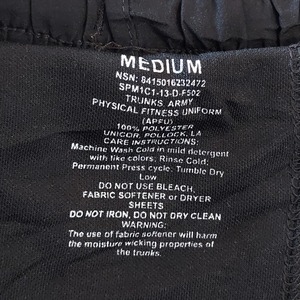 MEDIUM
NSN: 8415016232472
SPM1C1-13-D-F502
TRUNKS, ARMY
PHYSICAL FITNESS UNIFORM
(APFU)
100% POLYESTER
UNICOR, POLLOCK, LA
CARE INSTRUCTIONS:
Machine Wash Cold in mild detergent
with like colors; Rinse Cold;
Permanent Press cycle. Tumble Dry
Low
DO NOT USE BLEACH,
FABRIC SOFTENER or DRYER
SHEETS
DO NOT IRON, DO NOT DRY CLEAN
WARNING:
The use of fabric softener will harm
the moisture wicking properties of
the trunks.